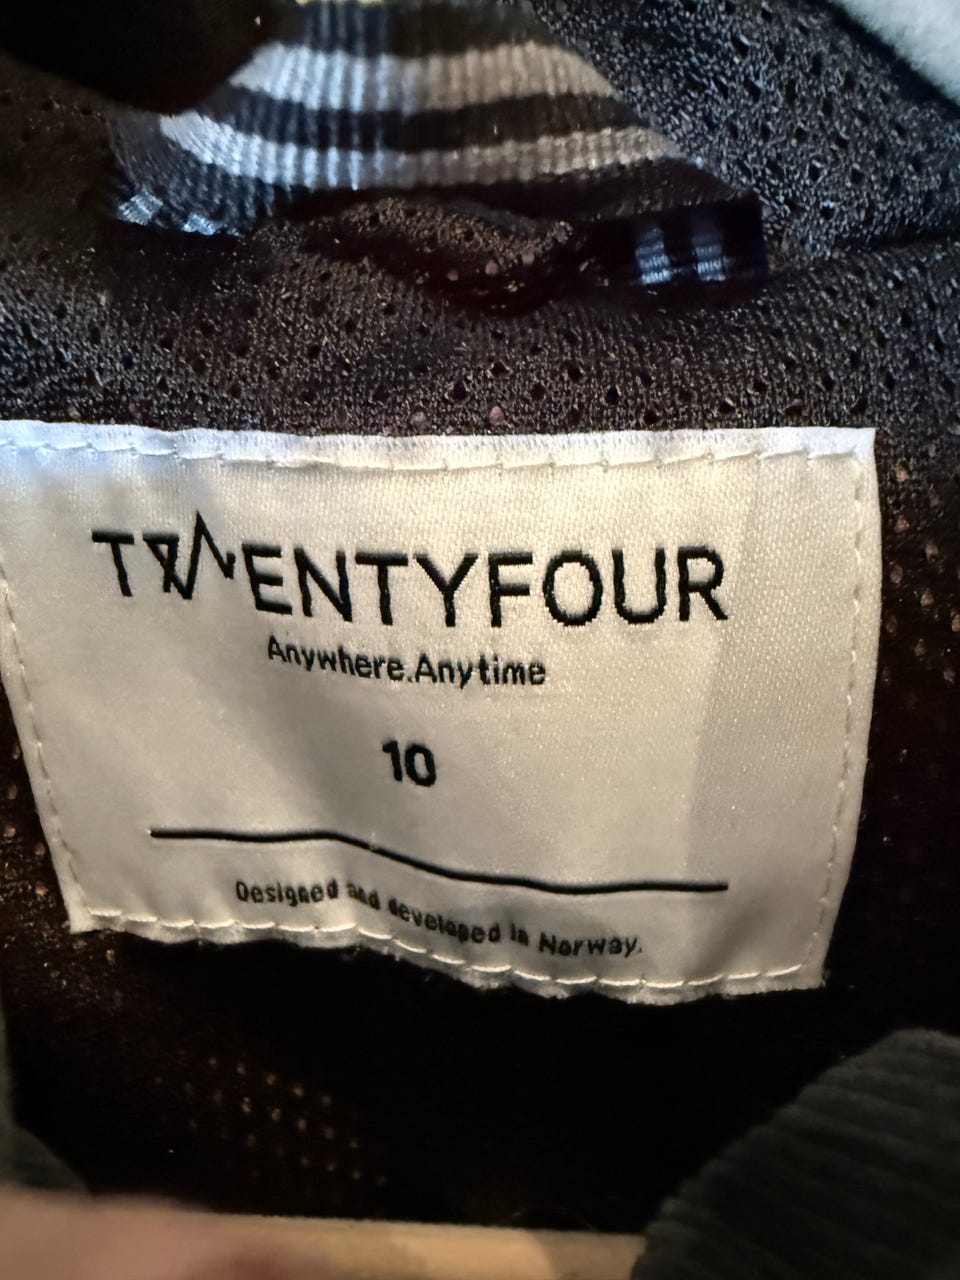 TWENTYFOUR
Anywhere.Anytime
10
Designed and developed in Norway.